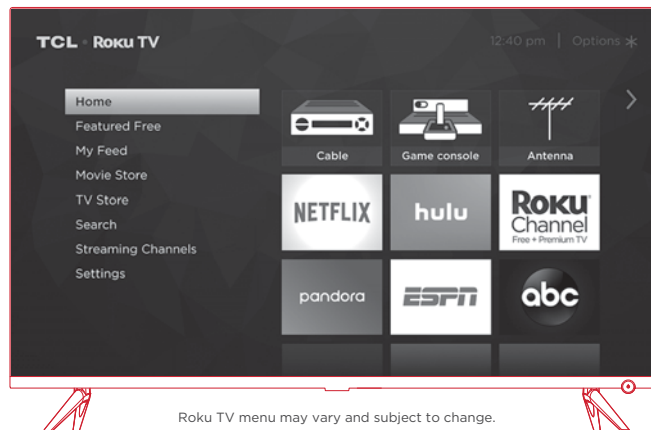 TCL · Roku TV
12:40 pm | Options
Home
Featured Free
My Feed
Movie Store
TV Store
Search
Streaming Channels
Settings
Cable
Game console
Antenna
NETFLIX
hulu
Roku
Channel
Free + Premium TV
pandora
ESPN
abc
Roku TV menu may vary and subject to change.